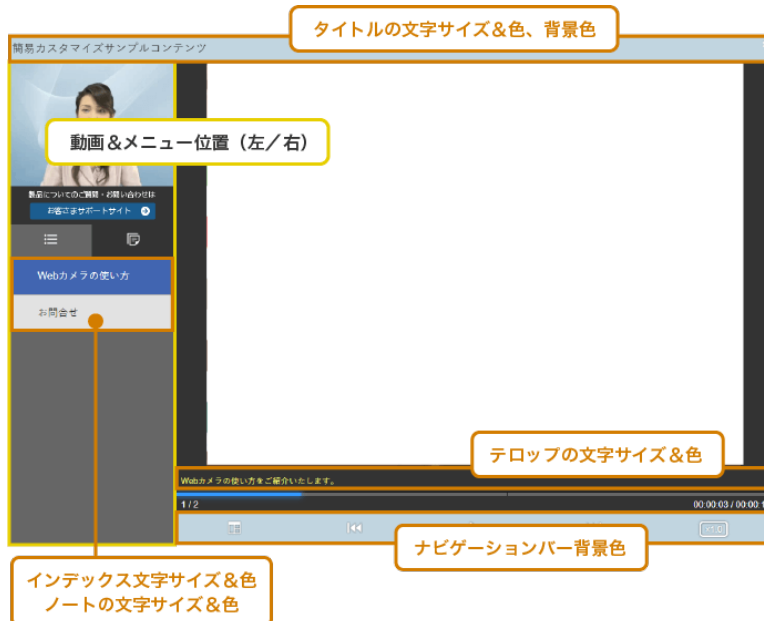 タイトルの文字サイズ&色、背景色
簡易カスタマイズサンプルコンテンツ
動画&メニュー位置（左／右）
製品についてのご質問・お問い合わせは
お客さまサポートサイト
Webカメラの使い方
お問合せ
テロップの文字サイズ&色
Webカメラの使い方をご紹介いたします。
1 / 2
00:00:03 / 00:00:1
ナビゲーションバー背景色
インデックス文字サイズ&色
ノートの文字サイズ&色